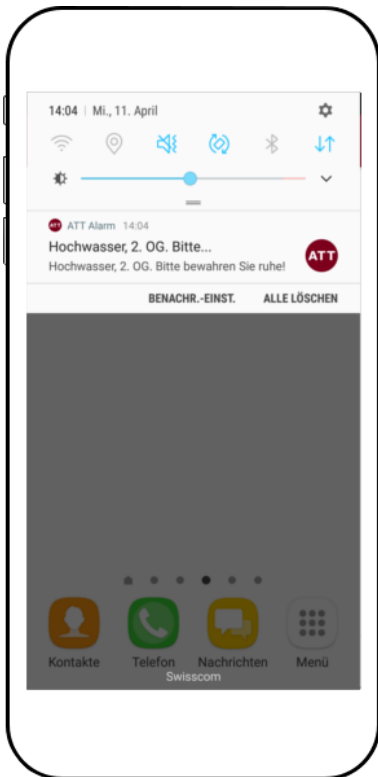 14:04 | Mi., 11. April
ATT Alarm 14:04
Hochwasser, 2. OG. Bitte...
Hochwasser, 2. OG. Bitte bewahren Sie ruhe!
ATT
BENACHR.-EINST. ALLE LÖSCHEN
Kontakte Telefon Nachrichten Menü
Swisscom